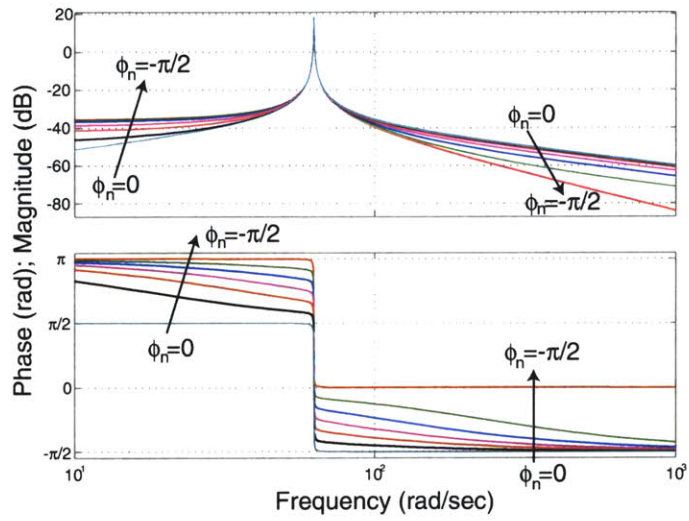 20
0
-20
-40
-60
-80
ϕn=-π/2
ϕn=0
ϕn=0
ϕn=-π/2
Phase (rad); Magnitude (dB)
π
π/2
0
-π/2
ϕn=-π/2
ϕn=0
ϕn=-π/2
ϕn=0
10¹
10²
10³
Frequency (rad/sec)